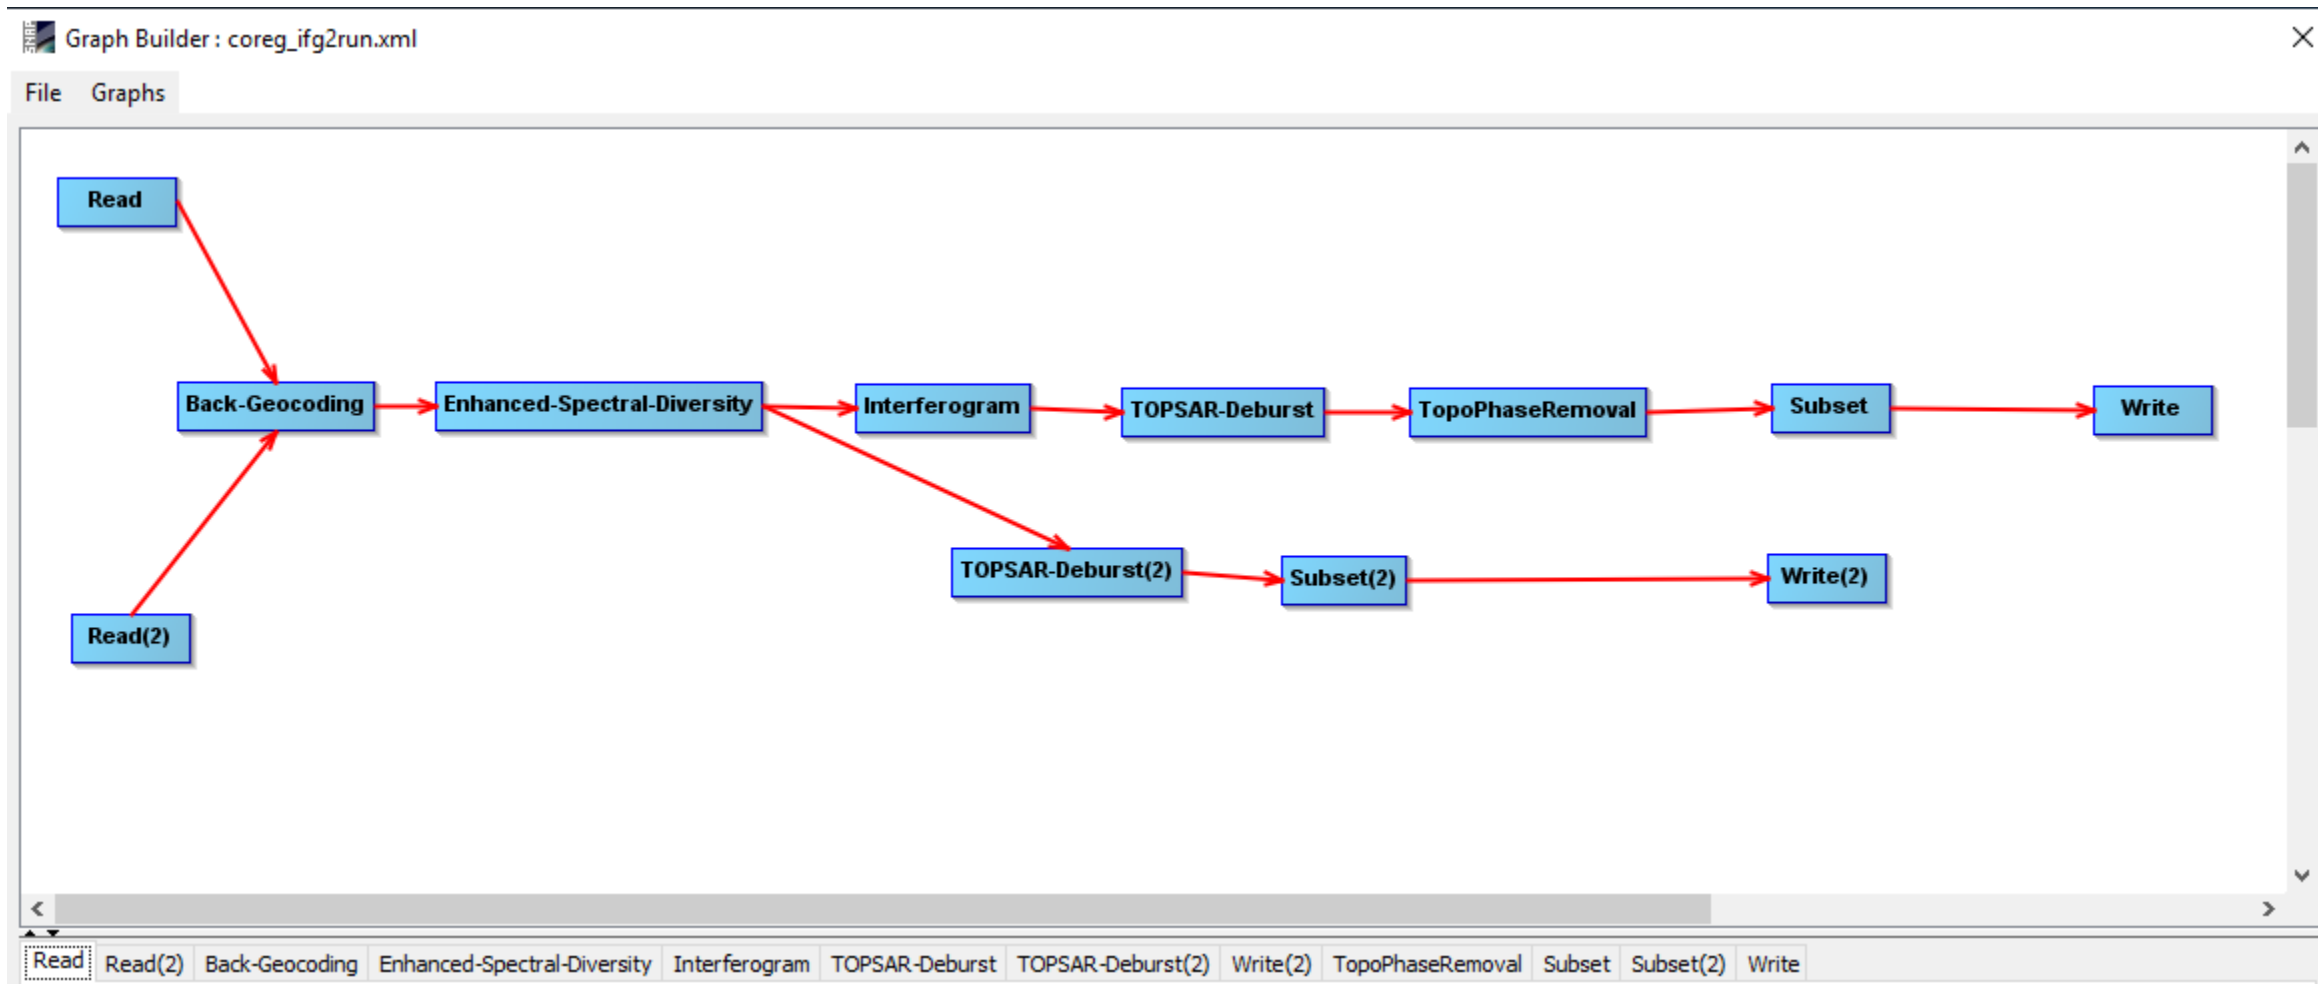 Graph Builder : coreg_ifg2run.xml
File Graphs
Read
Back-Geocoding Enhanced-Spectral-Diversity Interferogram TOPSAR-Deburst TopoPhaseRemoval Subset Write
TOPSAR-Deburst(2) Subset(2) Write(2)
Read(2)
Read Read(2) Back-Geocoding Enhanced-Spectral-Diversity Interferogram TOPSAR-Deburst TOPSAR-Deburst(2) Write(2) TopoPhaseRemoval Subset Subset(2) Write